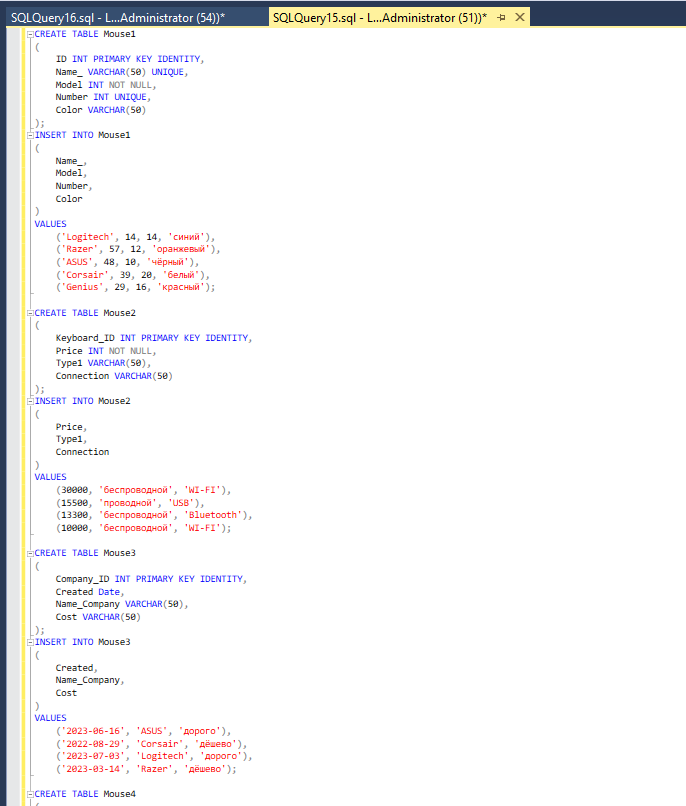 SQLQuery16.sql - L...Administrator (54))*
SQLQuery15.sql - L...Administrator (51))*
CREATE TABLE Mouse1
(
ID INT PRIMARY KEY IDENTITY,
Name_ VARCHAR(50) UNIQUE,
Model INT NOT NULL,
Number INT UNIQUE,
Color VARCHAR(50)
);
INSERT INTO Mouse1
(
Name_,
Model,
Number,
Color
)
VALUES
('Logitech', 14, 14, 'синий'),
('Razer', 57, 12, 'оранжевый'),
('ASUS', 48, 10, 'чёрный'),
('Corsair', 39, 20, 'белый'),
('Genius', 29, 16, 'красный');
CREATE TABLE Mouse2
(
Keyboard_ID INT PRIMARY KEY IDENTITY,
Price INT NOT NULL,
Type1 VARCHAR(50),
Connection VARCHAR(50)
);
INSERT INTO Mouse2
(
Price,
Type1,
Connection
)
VALUES
(30000, 'беспроводной', 'WI-FI'),
(15500, 'проводной', 'USB'),
(13300, 'беспроводной', 'Bluetooth'),
(10000, 'беспроводной', 'WI-FI');
CREATE TABLE Mouse3
(
Company_ID INT PRIMARY KEY IDENTITY,
Created Date,
Name_Company VARCHAR(50),
Cost VARCHAR(50)
);
INSERT INTO Mouse3
(
Created,
Name_Company,
Cost
)
VALUES
('2023-06-16', 'ASUS', 'дорого'),
('2022-08-29', 'Corsair', 'дёшево'),
('2023-07-03', 'Logitech', 'дорого'),
('2023-03-14', 'Razer', 'дёшево');
CREATE TABLE Mouse4
(